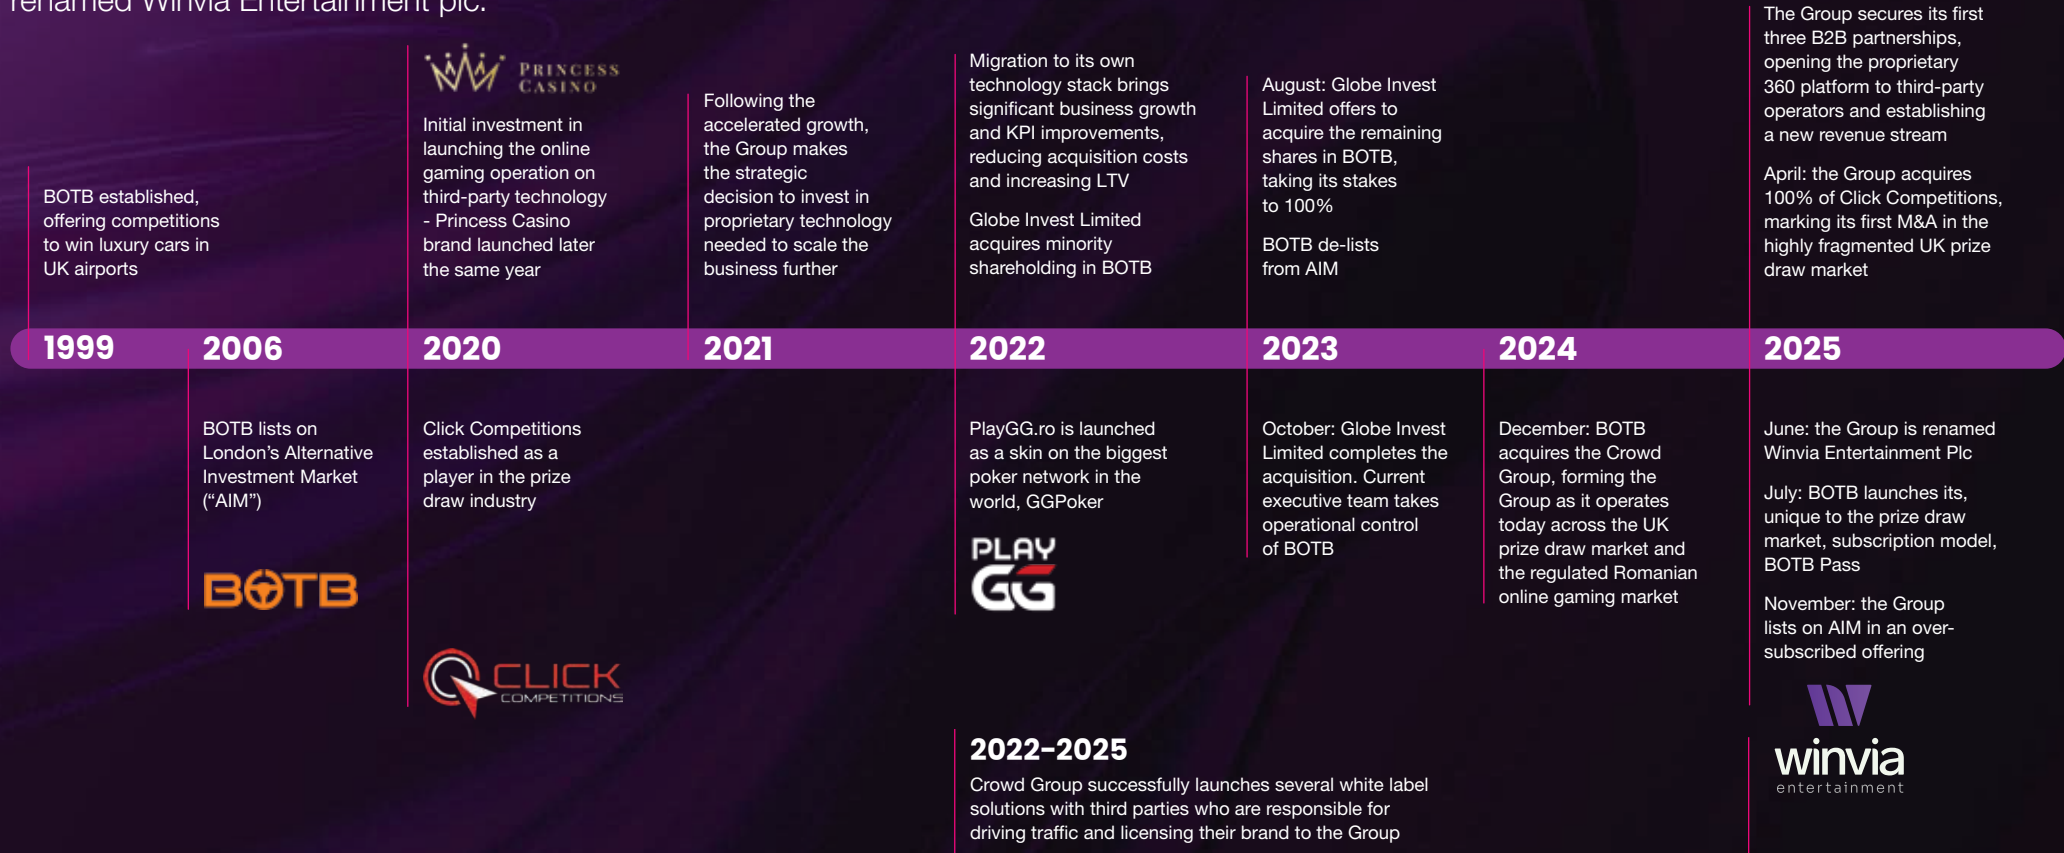 renamed Winvia Entertainment plc.
BOTB established,
offering competitions
to win luxury cars in
UK airports
PRINCESS
CASINO
Initial investment in
launching the online
gaming operation on
third-party technology
- Princess Casino
brand launched later
the same year
Following the
accelerated growth,
the Group makes
the strategic
decision to invest in
proprietary technology
needed to scale the
business further
Migration to its own
technology stack brings
significant business growth
and KPI improvements,
reducing acquisition costs
and increasing LTV
Globe Invest Limited
acquires minority
shareholding in BOTB
August: Globe Invest
Limited offers to
acquire the remaining
shares in BOTB,
taking its stakes
to 100%
BOTB de-lists
from AIM
The Group secures its first
three B2B partnerships,
opening the proprietary
360 platform to third-party
operators and establishing
a new revenue stream
April: the Group acquires
100% of Click Competitions,
marking its first M&A in the
highly fragmented UK prize
draw market
1999
2006
2020
2021
2022
2023
2024
2025
BOTB lists on
London's Alternative
Investment Market
("AIM")
BOTB
Click Competitions
established as a
player in the prize
draw industry
CLICK
COMPETITIONS
PlayGG.ro is launched
as a skin on the biggest
poker network in the
world, GGPoker
PLAY
GG
October: Globe Invest
Limited completes the
acquisition. Current
executive team takes
operational control
of BOTB
December: BOTB
acquires the Crowd
Group, forming the
Group as it operates
today across the UK
prize draw market and
the regulated Romanian
online gaming market
June: the Group is renamed
Winvia Entertainment Plc
July: BOTB launches its,
unique to the prize draw
market, subscription model,
BOTB Pass
November: the Group
lists on AIM in an over-
subscribed offering
winvia
entertainment
2022–2025
Crowd Group successfully launches several white label
solutions with third parties who are responsible for
driving traffic and licensing their brand to the Group